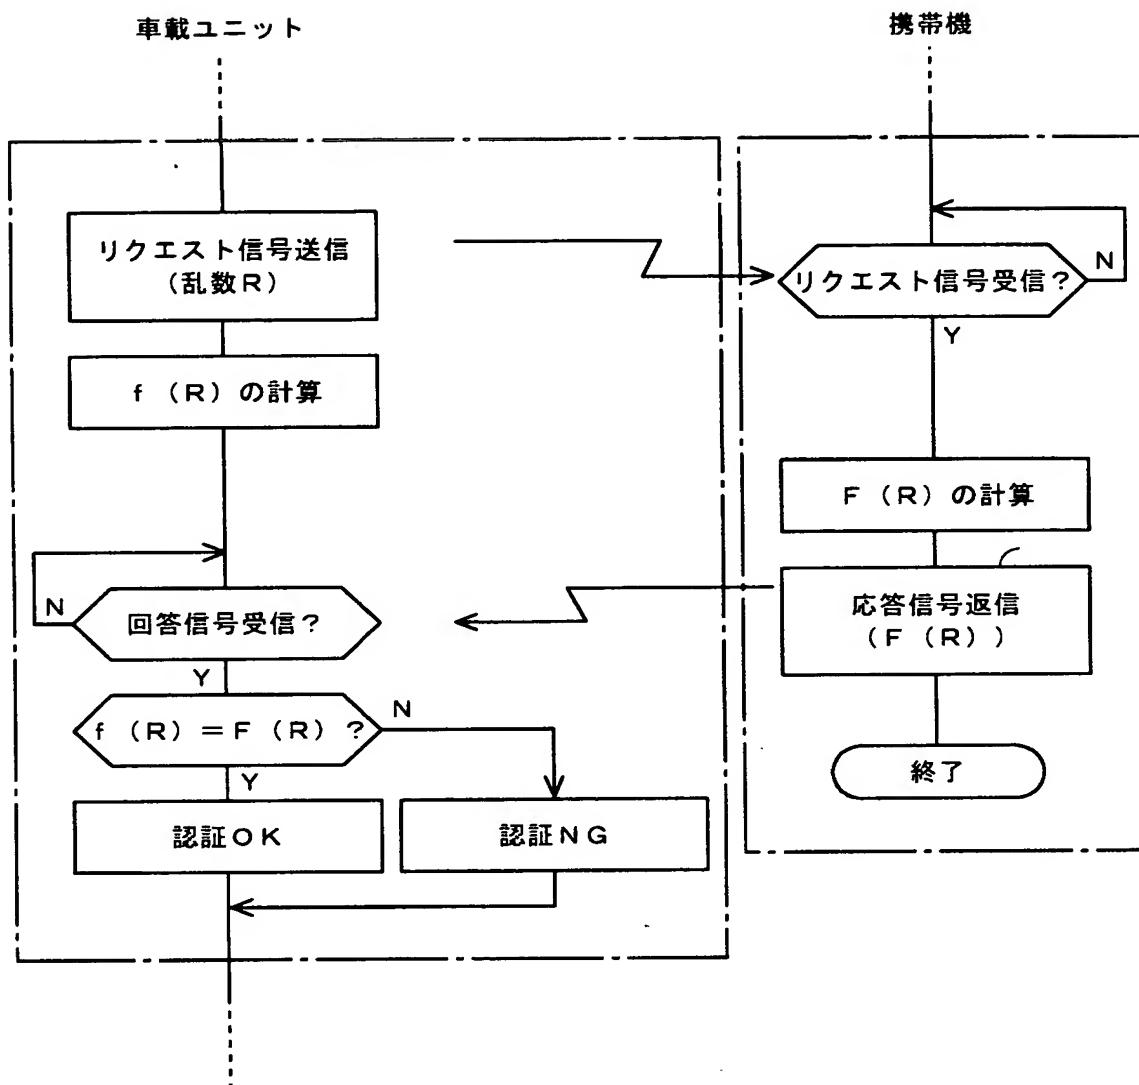 車載ユニット
リクエスト信号送信
(乱数R)
f (R) の計算
N
回答信号受信?
Y
f (R) = F (R) ?
N
Y
認証OK
認証NG
携帯機
リクエスト信号受信?
N
Y
F (R) の計算
応答信号返信
(F (R) )
終了